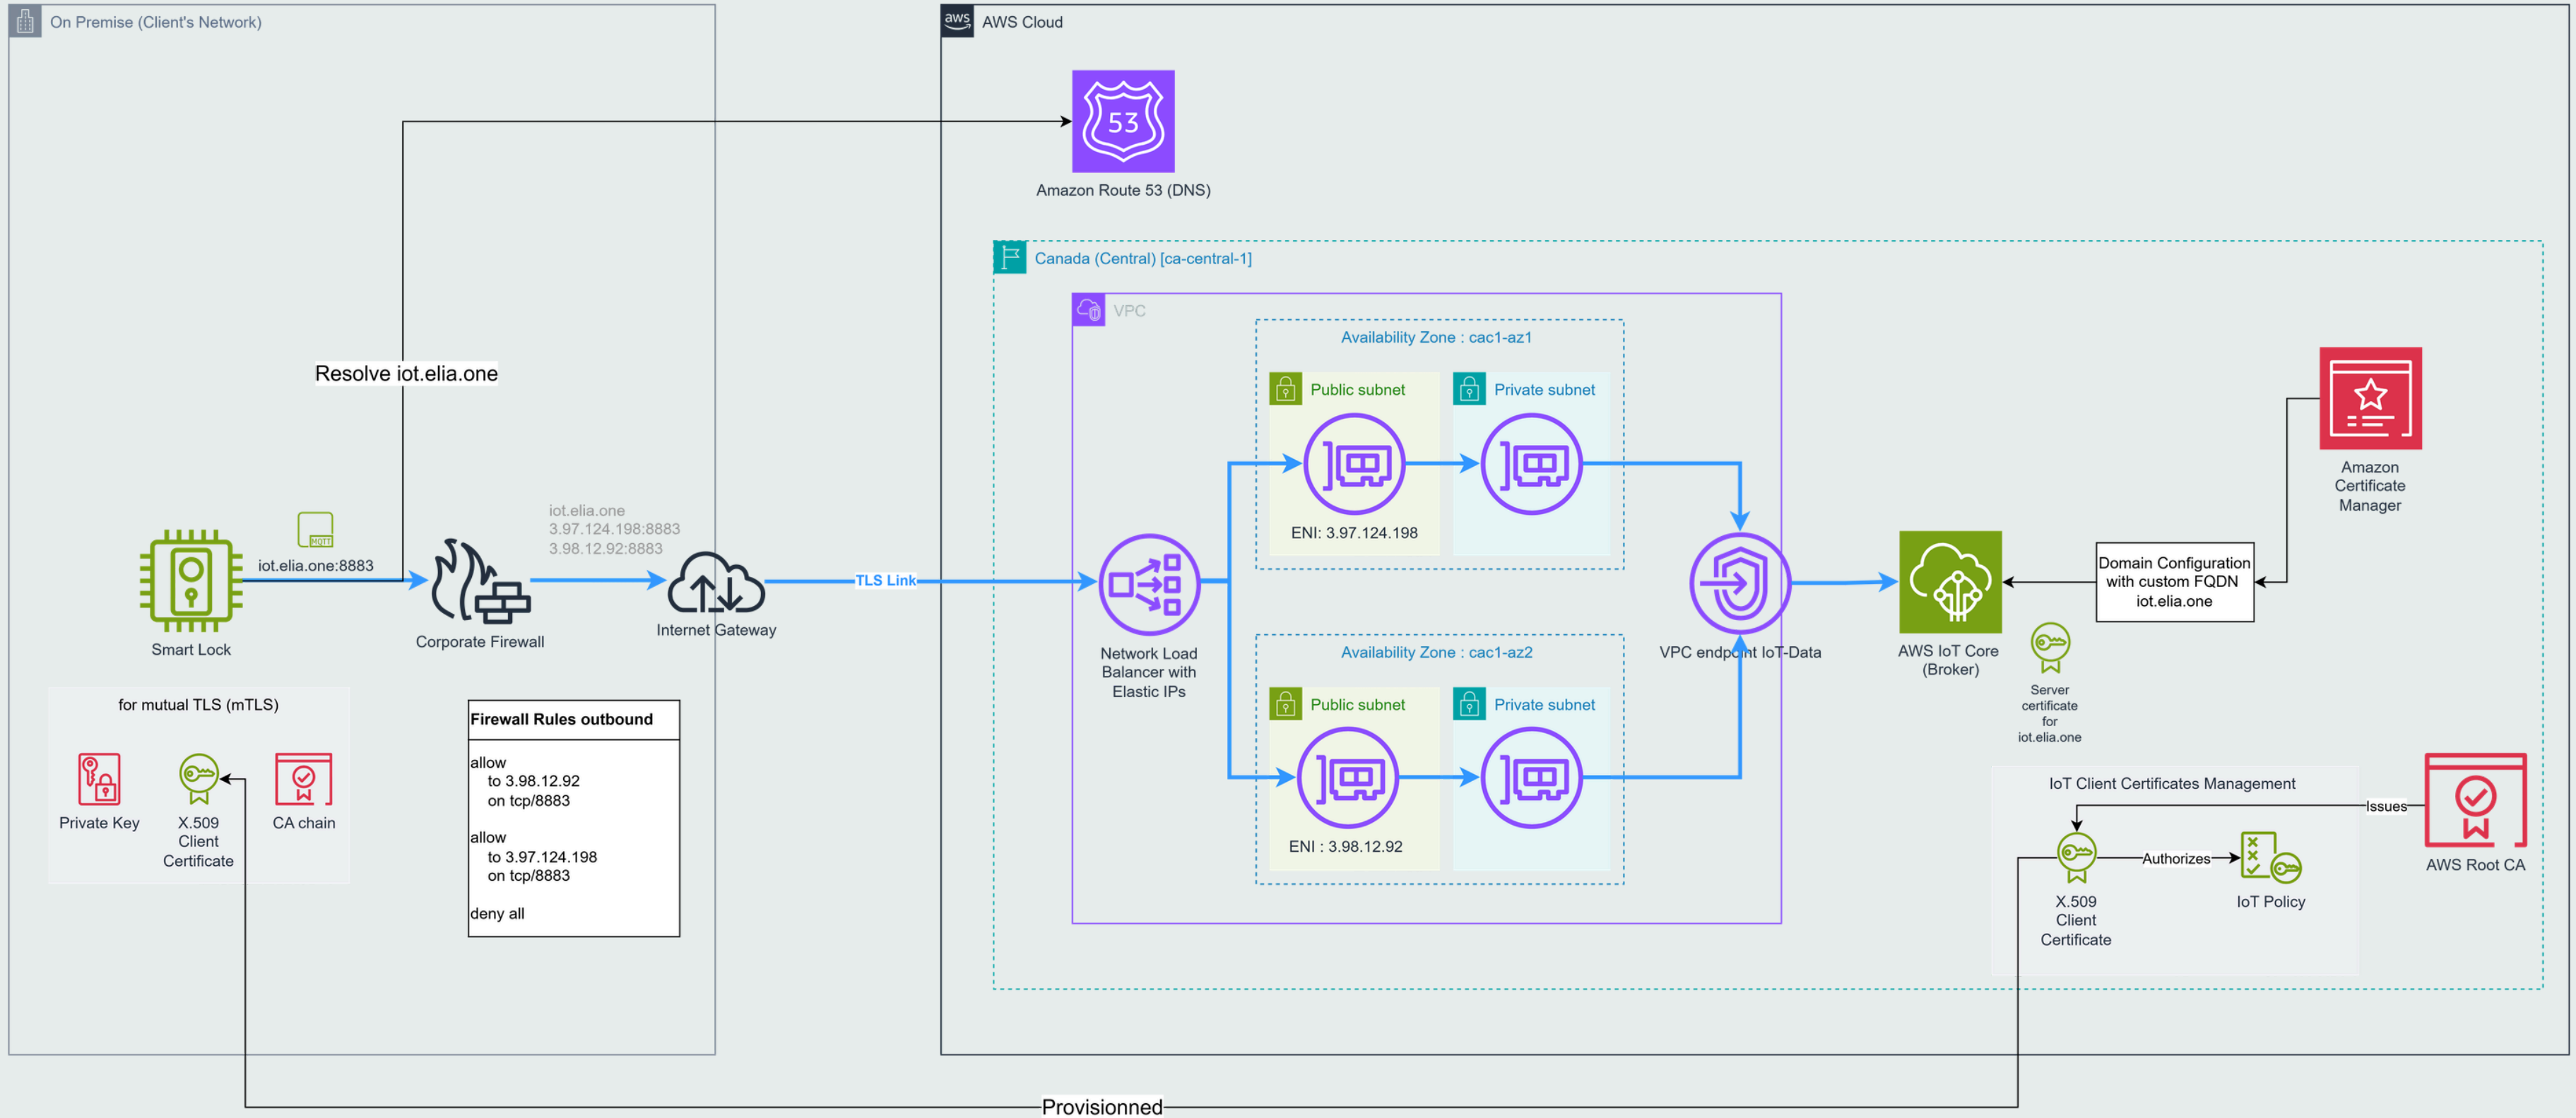 On Premise (Client's Network)
aws
AWS Cloud
53
Amazon Route 53 (DNS)
Resolve iot.elia.one
Canada (Central) [ca-central-1]
VPC
Availability Zone : cac1-az1
Public subnet
Private subnet
ENI: 3.97.124.198
Amazon
Certificate
Manager
MQTT
iot.elia.one:8883
iot.elia.one
3.97.124.198:8883
3.98.12.92:8883
Smart Lock
Corporate Firewall
Internet Gateway
TLS Link
Network Load
Balancer with
Elastic IPs
VPC endpoint IoT-Data
AWS IoT Core
(Broker)
Domain Configuration
with custom FQDN
iot.elia.one
Server
certificate
for
iot.elia.one
Availability Zone : cac1-az2
Public subnet
Private subnet
ENI : 3.98.12.92
for mutual TLS (mTLS)
Private Key
X.509
Client
Certificate
CA chain
Firewall Rules outbound
allow
to 3.98.12.92
on tcp/8883
allow
to 3.97.124.198
on tcp/8883
deny all
IoT Client Certificates Management
Issues
Authorizes
X.509
Client
Certificate
IoT Policy
AWS Root CA
Provisionned